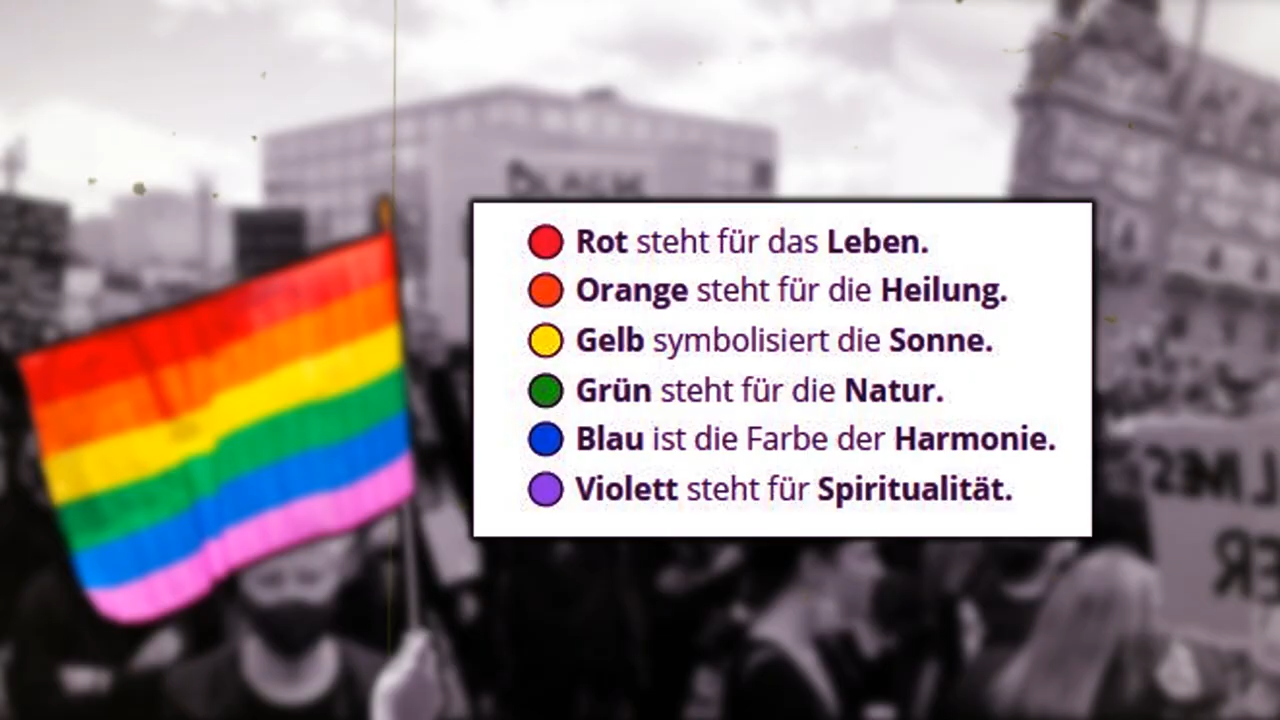 Rot steht für das Leben.
Orange steht für die Heilung.
Gelb symbolisiert die Sonne.
Grün steht für die Natur.
Blau ist die Farbe der Harmonie.
Violett steht für Spiritualität.